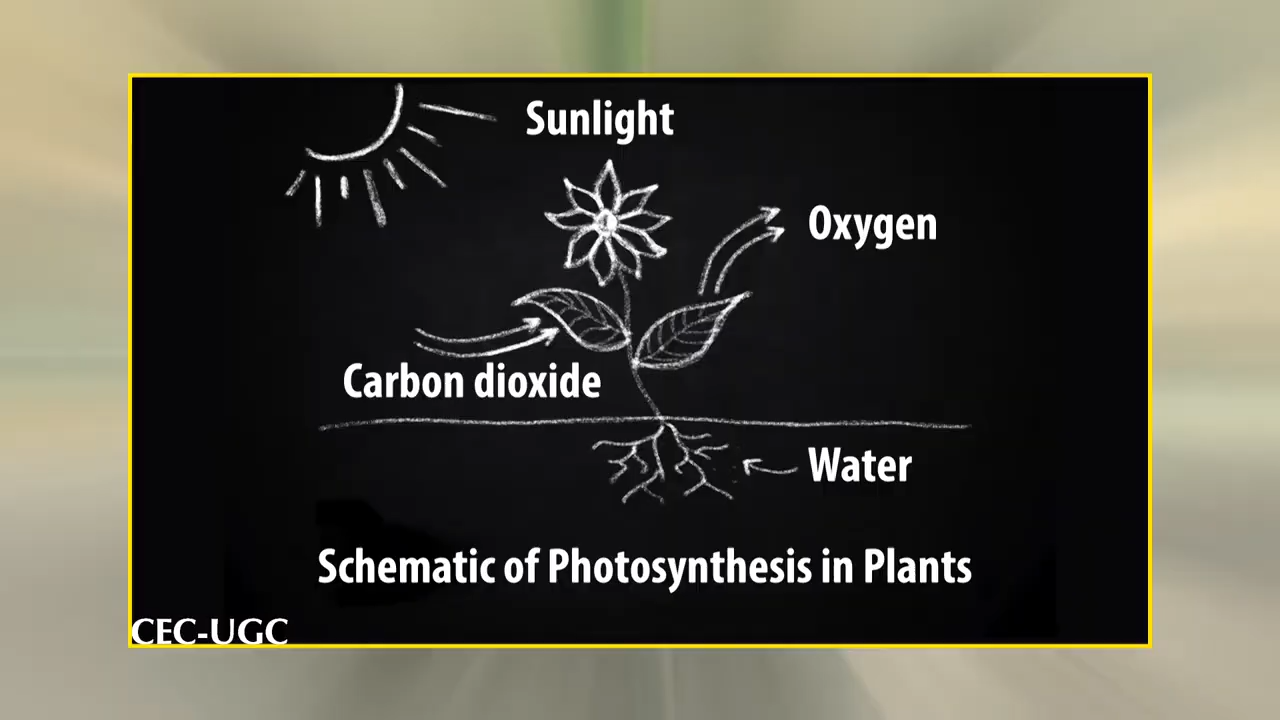 Sunlight
Oxygen
Carbon dioxide
Water
Schematic of Photosynthesis in Plants
CEC-UGC